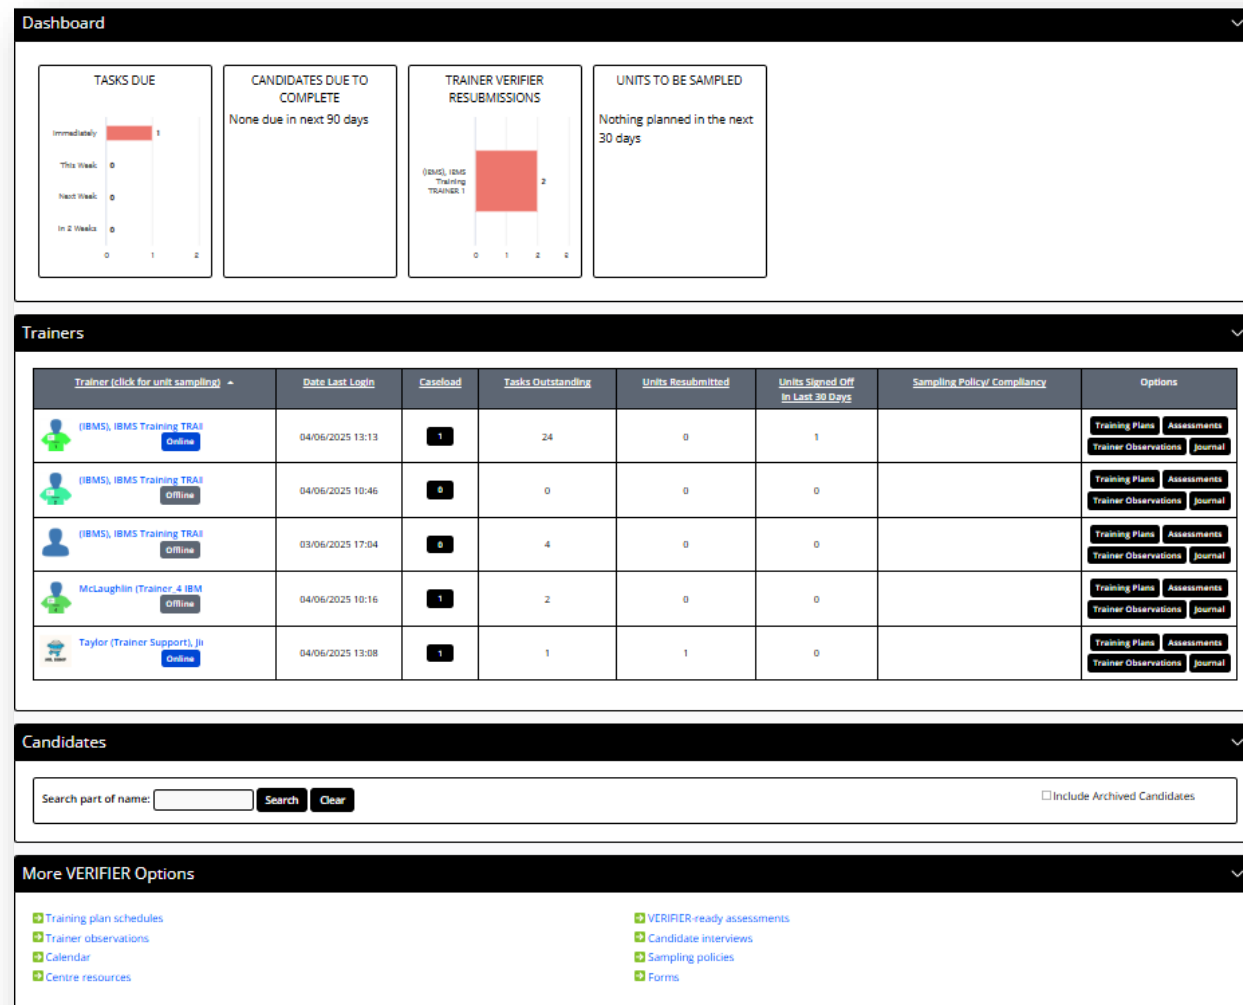 Dashboard
TASKS DUE
Immediately 1
This Week 0
Next Week 0
In 2 Weeks 0
0 1 2
CANDIDATES DUE TO
COMPLETE
None due in next 90 days
TRAINER VERIFIER
RESUBMISSIONS
(IBMS), IBMS
Training
TRAINER 1
2
0 1 2
UNITS TO BE SAMPLED
Nothing planned in the next
30 days
Trainers
Trainer (click for unit sampling) Date Last Login Caseload Tasks Outstanding Units Resubmitted Units Signed Off In Last 30 Days Sampling Policy/ Compliancy Options
(IBMS), IBMS Training TRAI
Online
04/06/2025 13:13 1 24 0 1
Training Plans Assessments
Trainer Observations Journal
(IBMS), IBMS Training TRAI
Offline
04/06/2025 10:46 0 0 0 0
Training Plans Assessments
Trainer Observations Journal
(IBMS), IBMS Training TRAI
Offline
03/06/2025 17:04 0 4 0 0
Training Plans Assessments
Trainer Observations Journal
McLaughlin (Trainer_4 IBM
Offline
04/06/2025 10:16 1 2 0 0
Training Plans Assessments
Trainer Observations Journal
Taylor (Trainer Support), Ji
Online
04/06/2025 13:08 1 1 1 0
Training Plans Assessments
Trainer Observations Journal
Candidates
Search part of name: Search Clear Include Archived Candidates
More VERIFIER Options
Training plan schedules
Trainer observations
Calendar
Centre resources
VERIFIER-ready assessments
Candidate interviews
Sampling policies
Forms